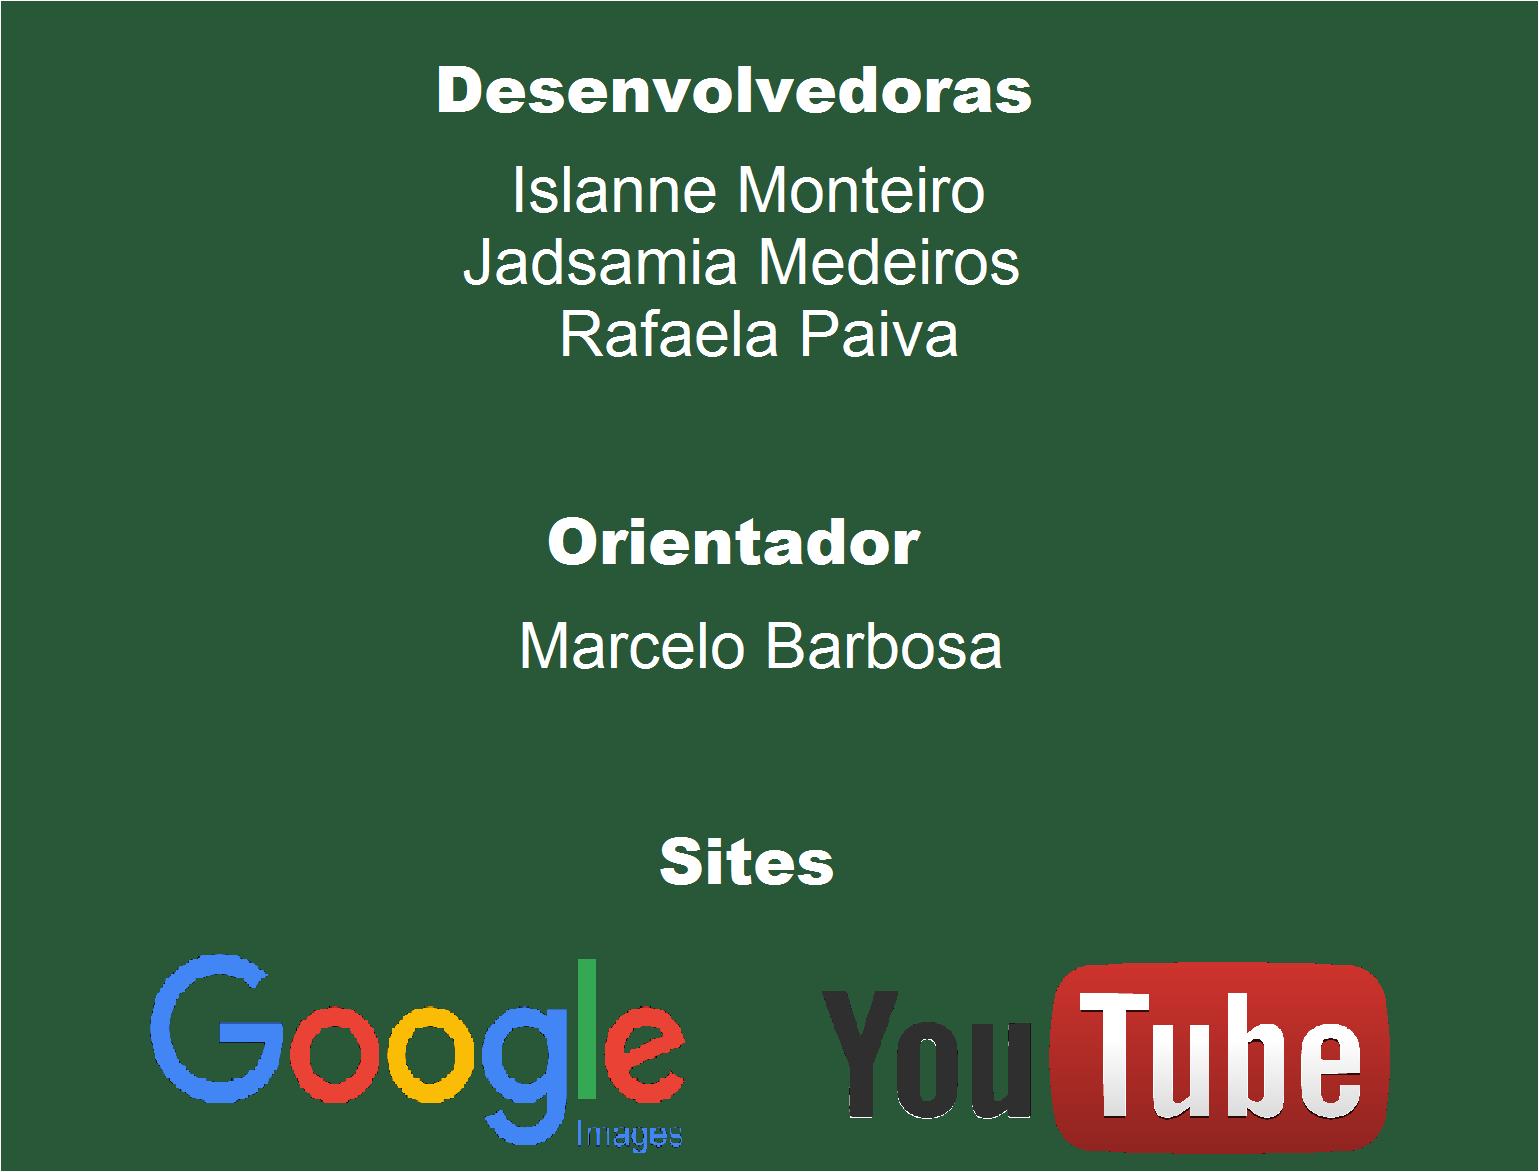 Desenvolvedoras
Islanne Monteiro
Jadsamia Medeiros
Rafaela Paiva
Orientador
Marcelo Barbosa
Sites
Google
Images
YouTube